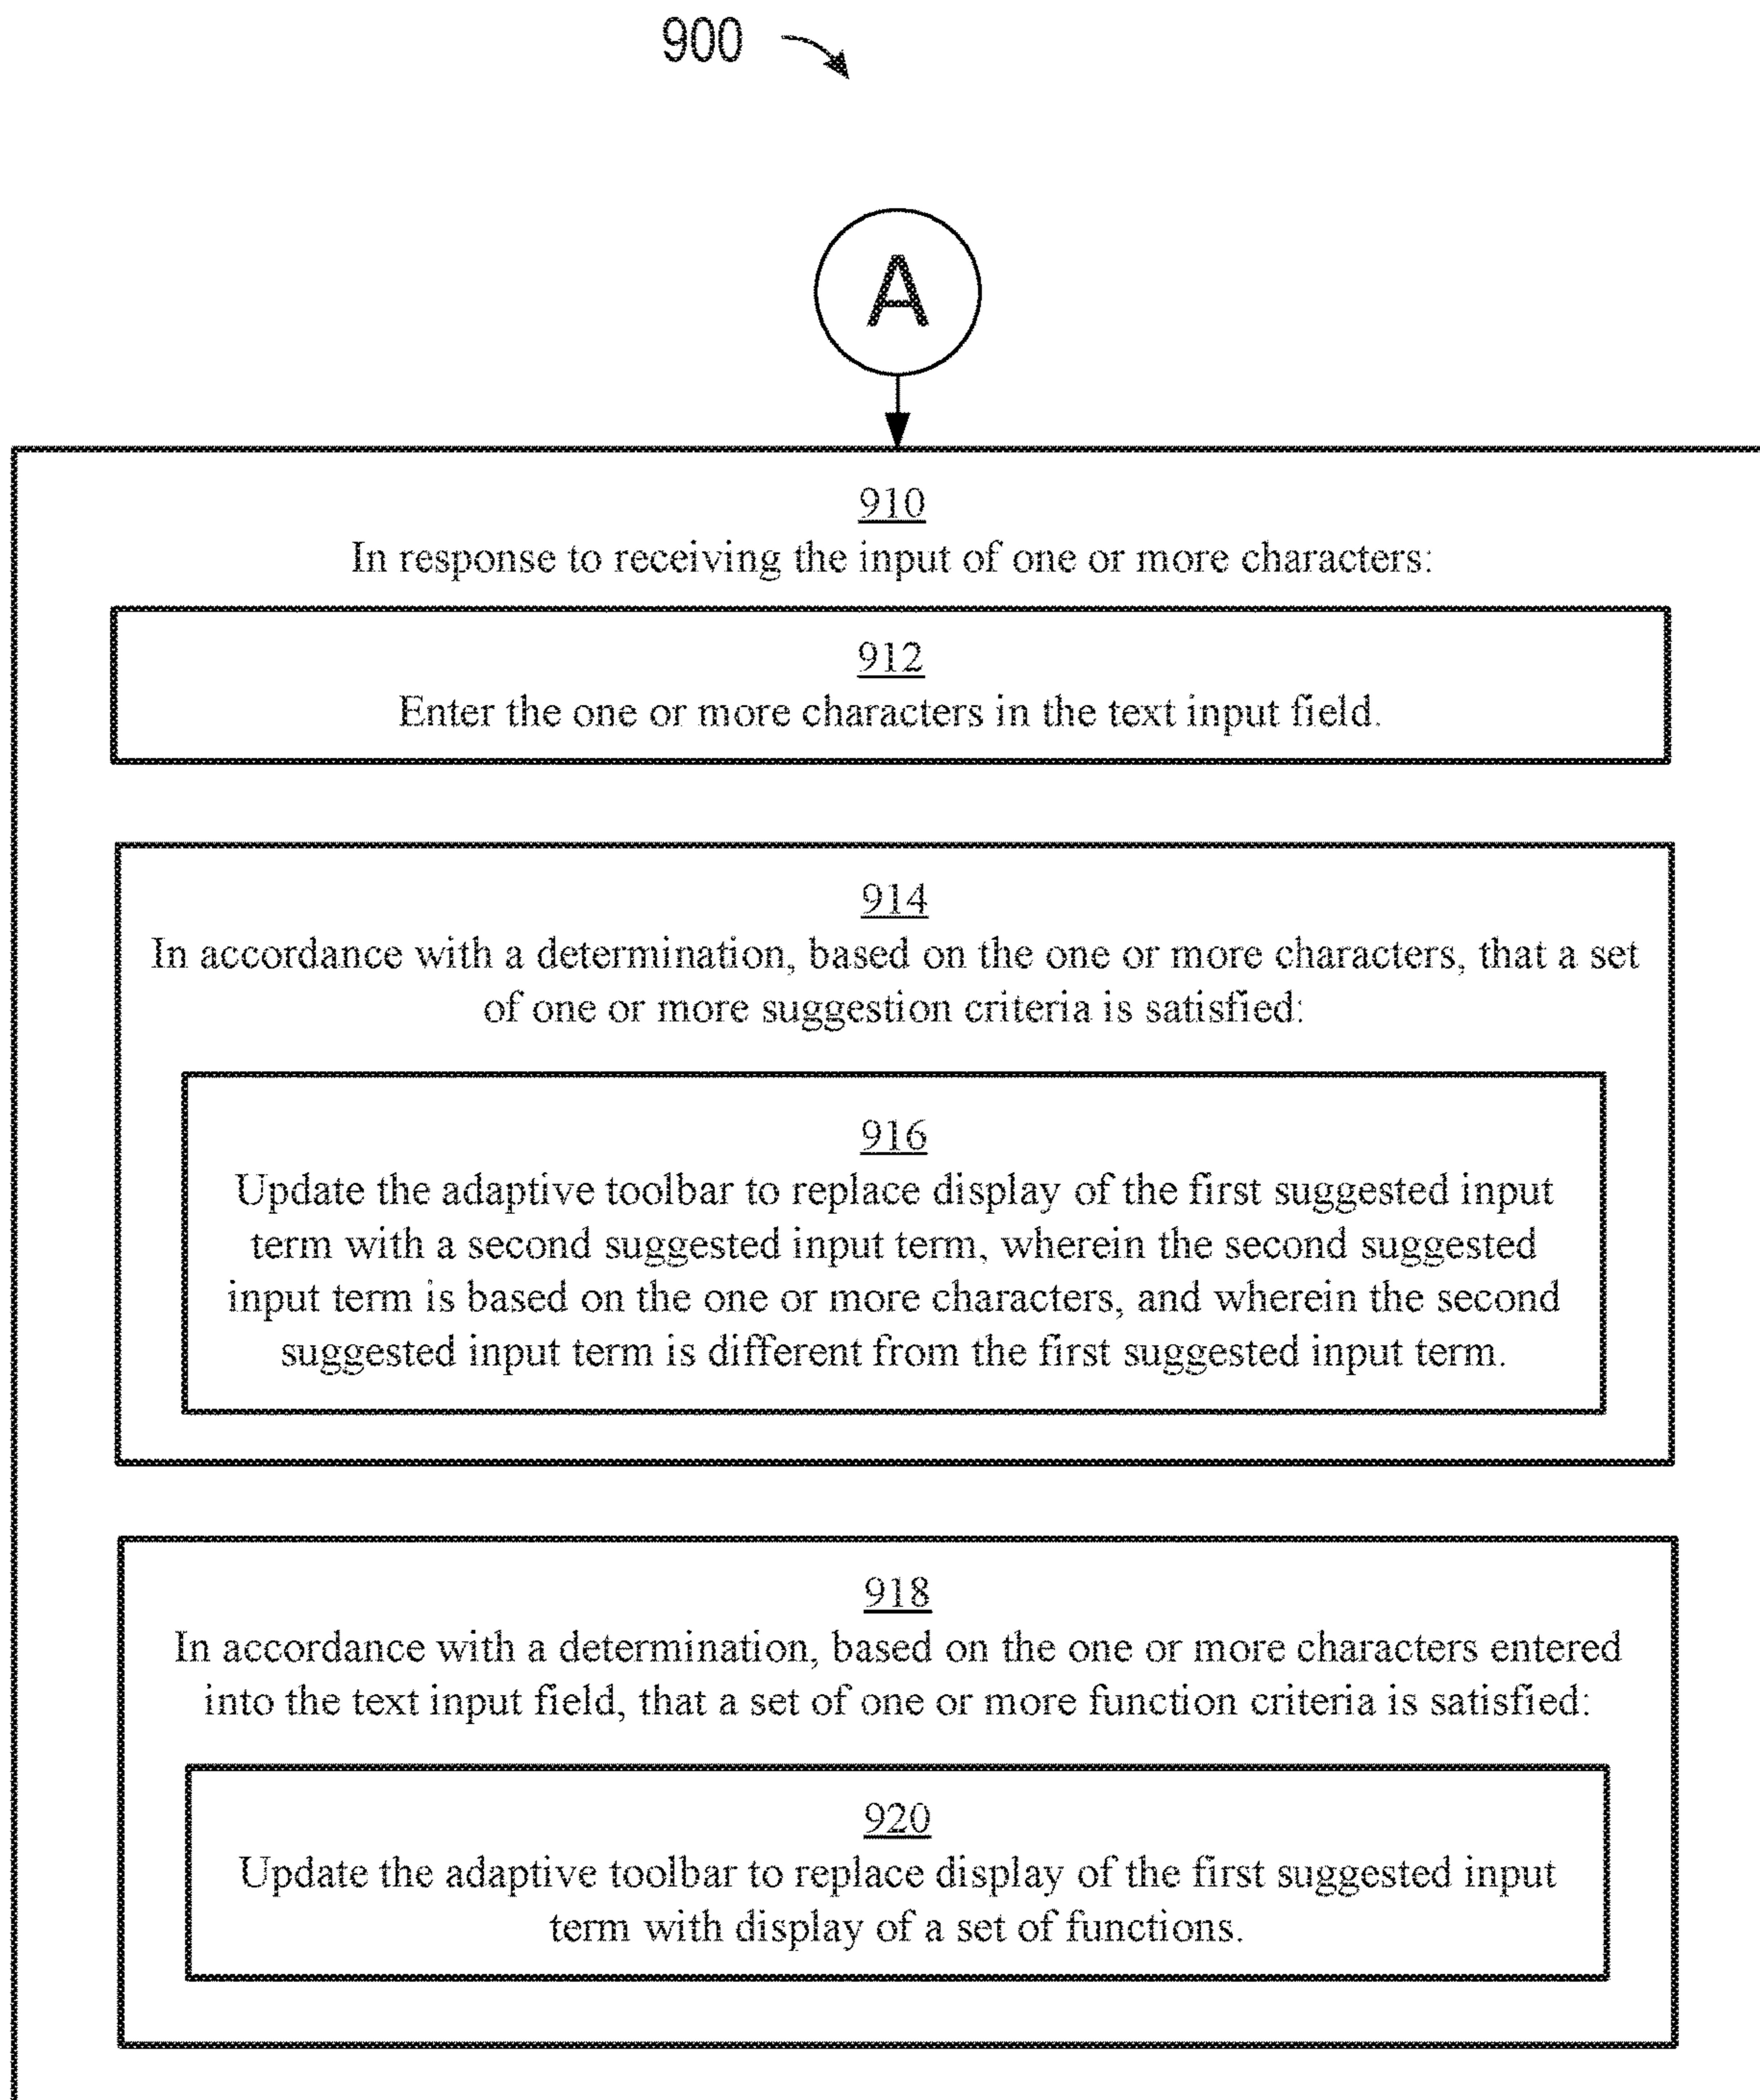 900
A
910
In response to receiving the input of one or more characters:
912
Enter the one or more characters in the text input field.
914
In accordance with a determination, based on the one or more characters, that a set
of one or more suggestion criteria is satisfied:
916
Update the adaptive toolbar to replace display of the first suggested input
term with a second suggested input term, wherein the second suggested
input term is based on the one or more characters, and wherein the second
suggested input term is different from the first suggested input term.
918
In accordance with a determination, based on the one or more characters entered
into the text input field, that a set of one or more function criteria is satisfied:
920
Update the adaptive toolbar to replace display of the first suggested input
term with display of a set of functions.